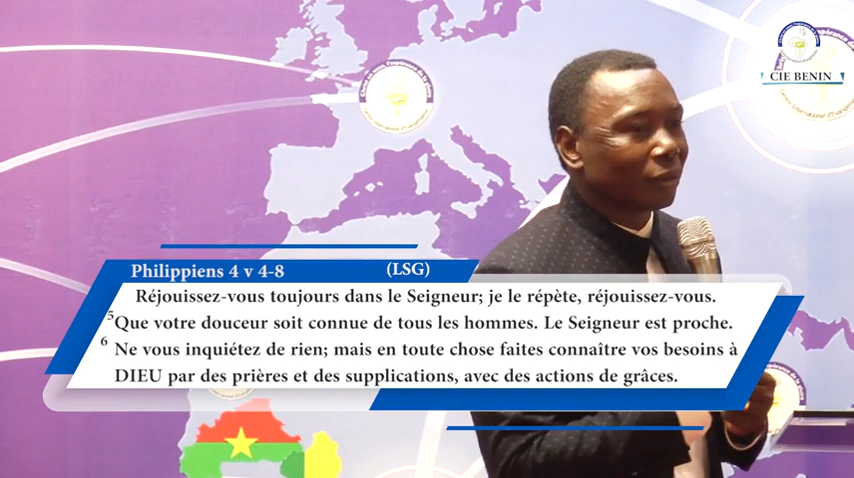 CIE BENIN
Philippiens 4 v 4-8 (LSG)
Réjouissez-vous toujours dans le Seigneur; je le répète, réjouissez-vous.
5 Que votre douceur soit connue de tous les hommes. Le Seigneur est proche.
6 Ne vous inquiétez de rien; mais en toute chose faites connaître vos besoins à
DIEU par des prières et des supplications, avec des actions de grâces.